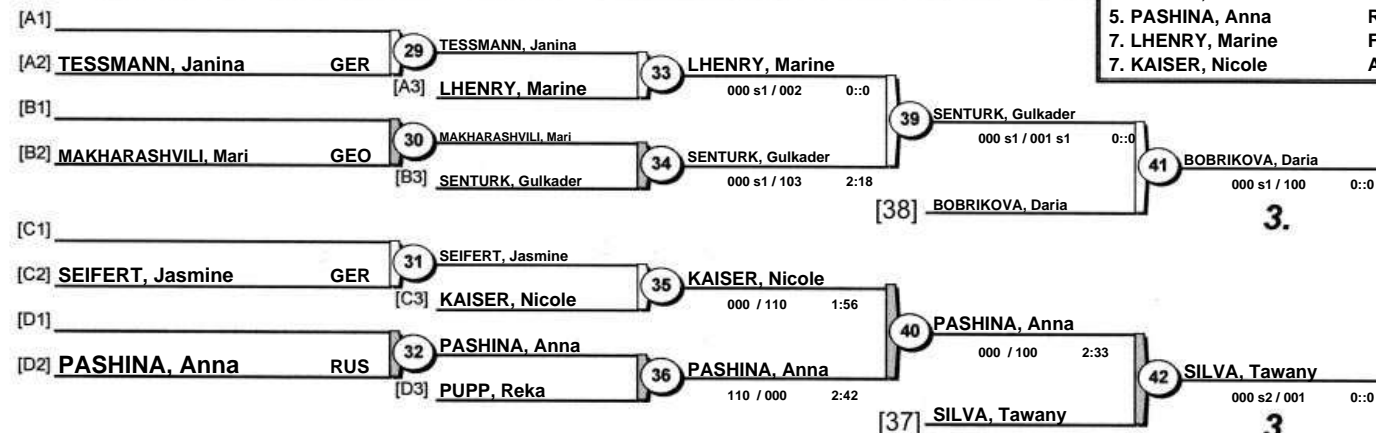 5. PASHINA, Anna R
7. LHENRY, Marine F
7. KAISER, Nicole A
[A1]
[A2] TESSMANN, Janina GER
29
TESSMANN, Janina
[A3] LHENRY, Marine
33
LHENRY, Marine
000 s1 / 002 0::0
[B1]
[B2] MAKHARASHVILI, Mari GEO
30
MAKHARASHVILI, Mari
[B3] SENTURK, Gulkader
34
SENTURK, Gulkader
000 s1 / 103 2:18
39
SENTURK, Gulkader
000 s1 / 001 s1 0::0
[38] BOBRIKOVA, Daria
41
BOBRIKOVA, Daria
000 s1 / 100 0::0
3.
[C1]
[C2] SEIFERT, Jasmine GER
31
SEIFERT, Jasmine
[C3] KAISER, Nicole
35
KAISER, Nicole
000 / 110 1:56
[D1]
[D2] PASHINA, Anna RUS
32
PASHINA, Anna
[D3] PUPP, Reka
36
PASHINA, Anna
110 / 000 2:42
40
PASHINA, Anna
000 / 100 2:33
[37] SILVA, Tawany
42
SILVA, Tawany
000 s2 / 001 0::0
3